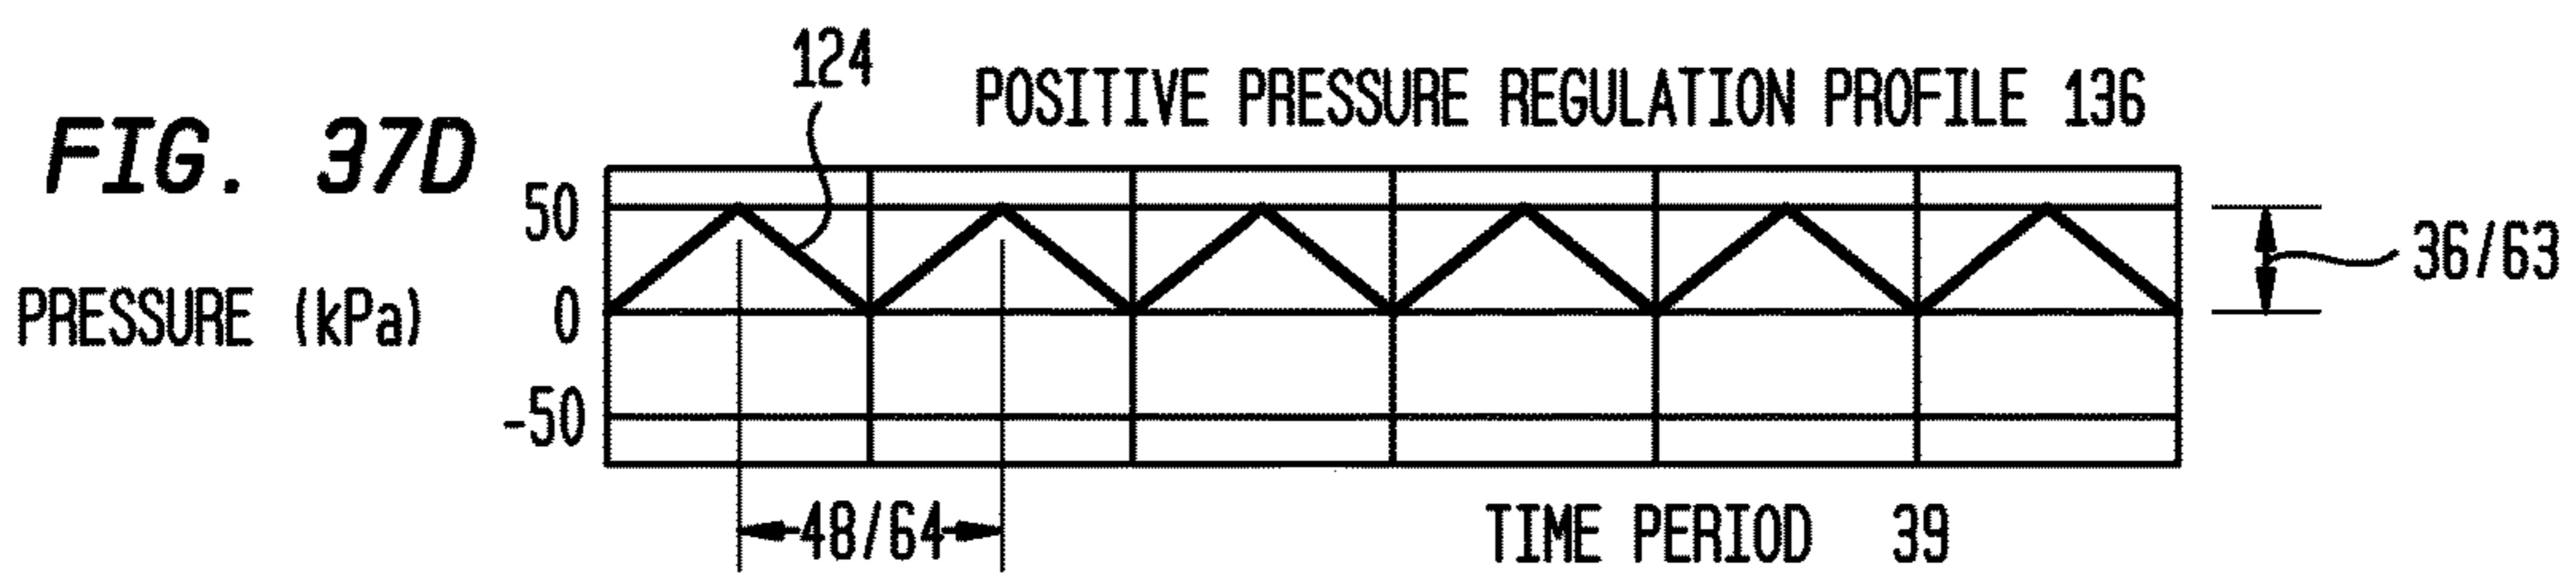 FIG. 37D
124
POSITIVE PRESSURE REGULATION PROFILE 136
50
PRESSURE (kPa)
0
-50
36/63
48/64
TIME PERIOD 39